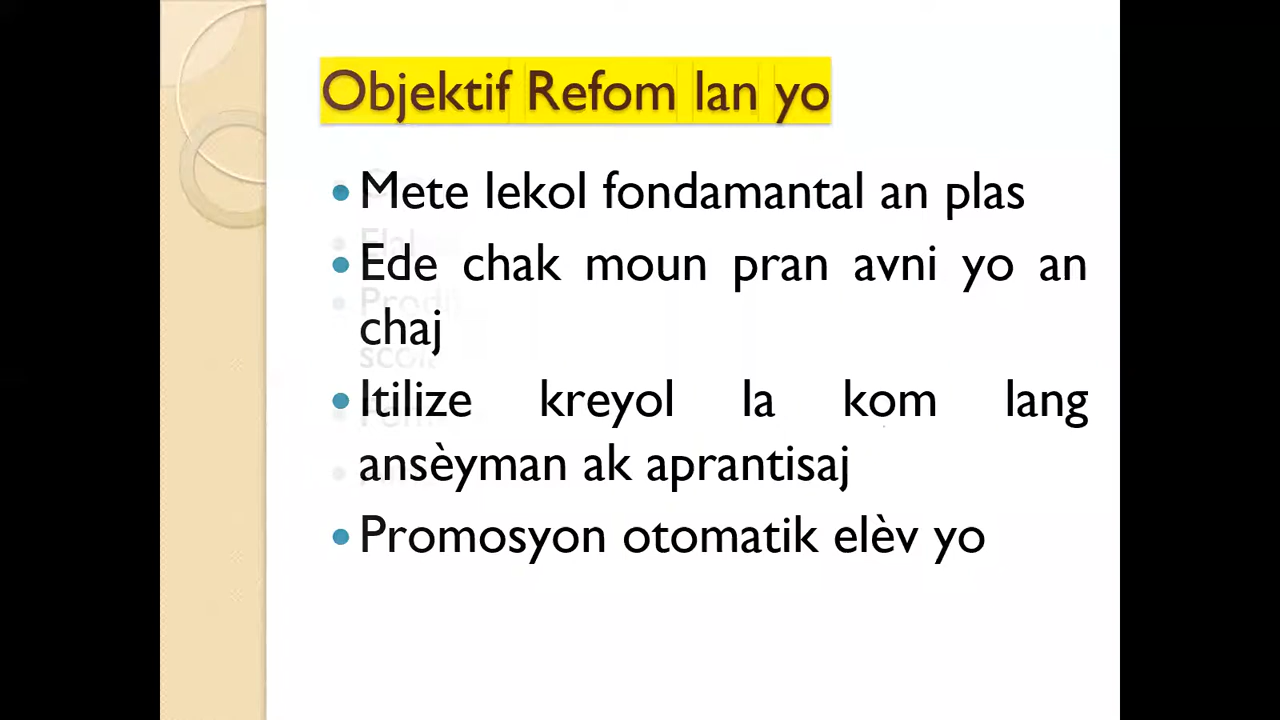 Objektif Refom lan yo
Mete lekol fondamantal an plas
Ede chak moun pran avni yo an
chaj
Itilize kreyol la kom lang
ansèyman ak aprantisaj
Promosyon otomatik elèv yo